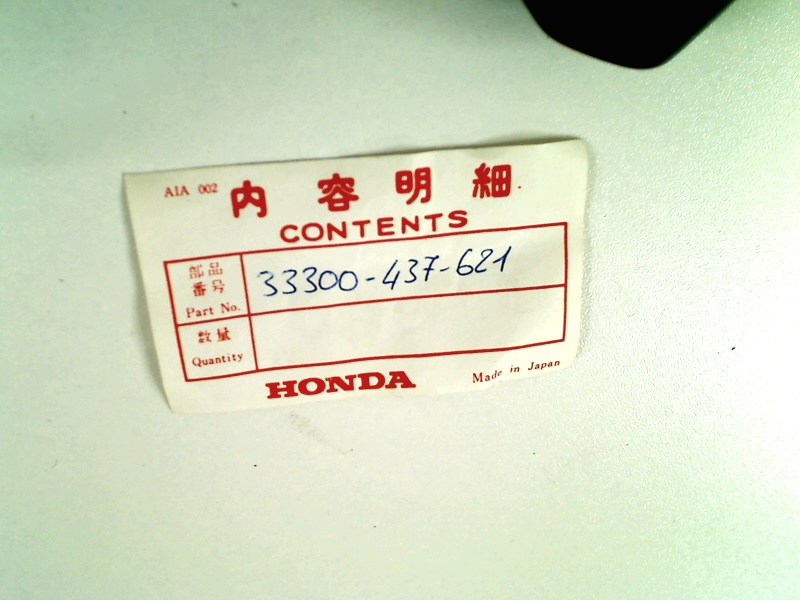 A1A 002
内容明細
CONTENTS
部品
番号
Part No.
33300-437-621
数量
Quantity
HONDA
Made in Japan